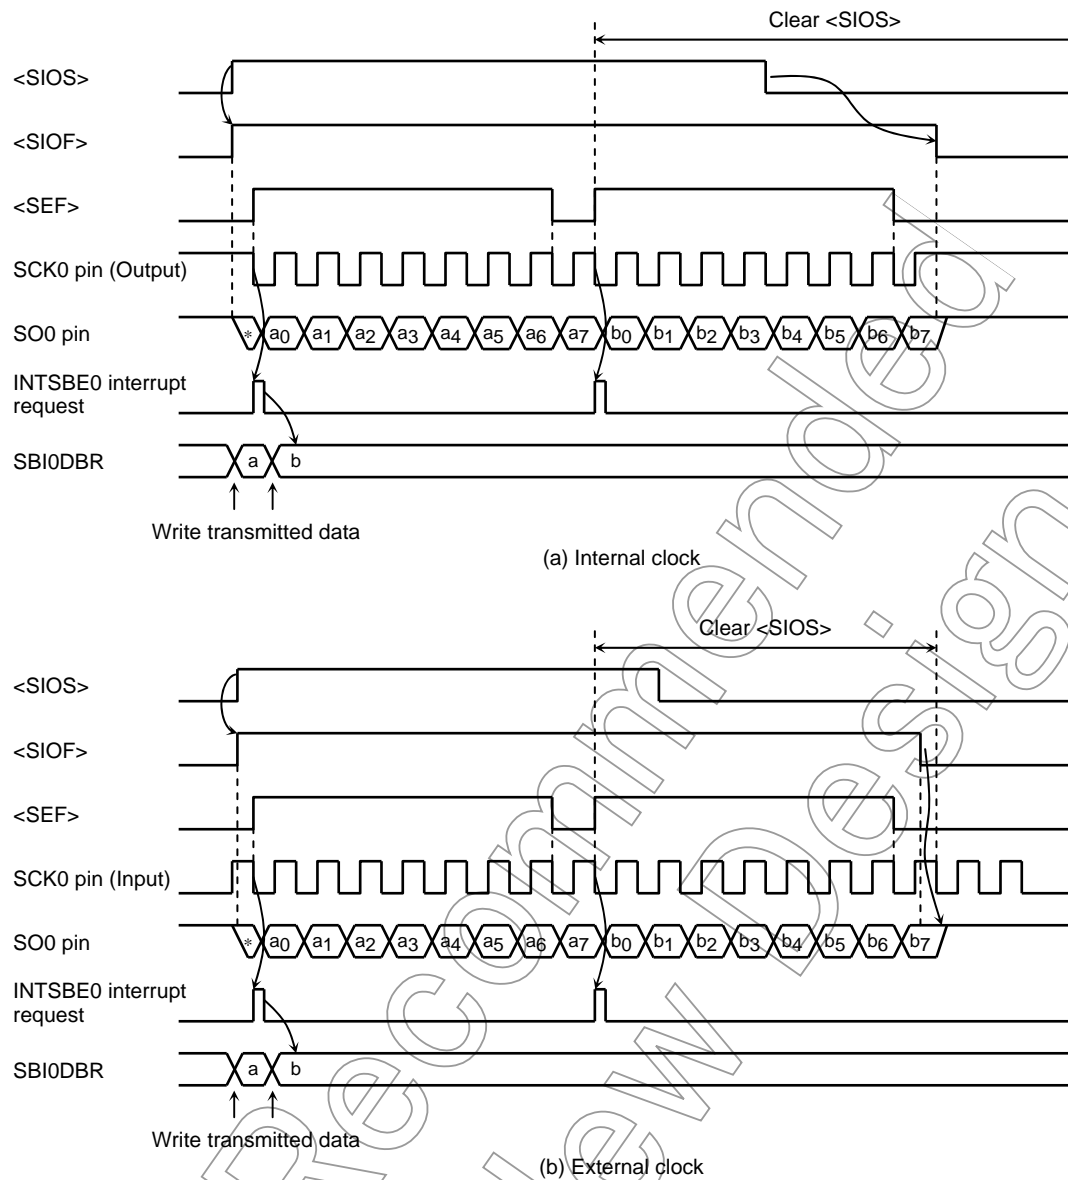 Clear <SIOS>
<SIOS>
<SIOF>
<SEF>
SCK0 pin (Output)
SO0 pin
* a0 a1 a2 a3 a4 a5 a6 a7 b0 b1 b2 b3 b4 b5 b6 b7
INTSBE0 interrupt
request
SBI0DBR
a b
Write transmitted data
(a) Internal clock
Clear <SIOS>
<SIOS>
<SIOF>
<SEF>
SCK0 pin (Input)
SO0 pin
* a0 a1 a2 a3 a4 a5 a6 a7 b0 b1 b2 b3 b4 b5 b6 b7
INTSBE0 interrupt
request
SBI0DBR
a b
Write transmitted data
(b) External clock
Recommended
New Design